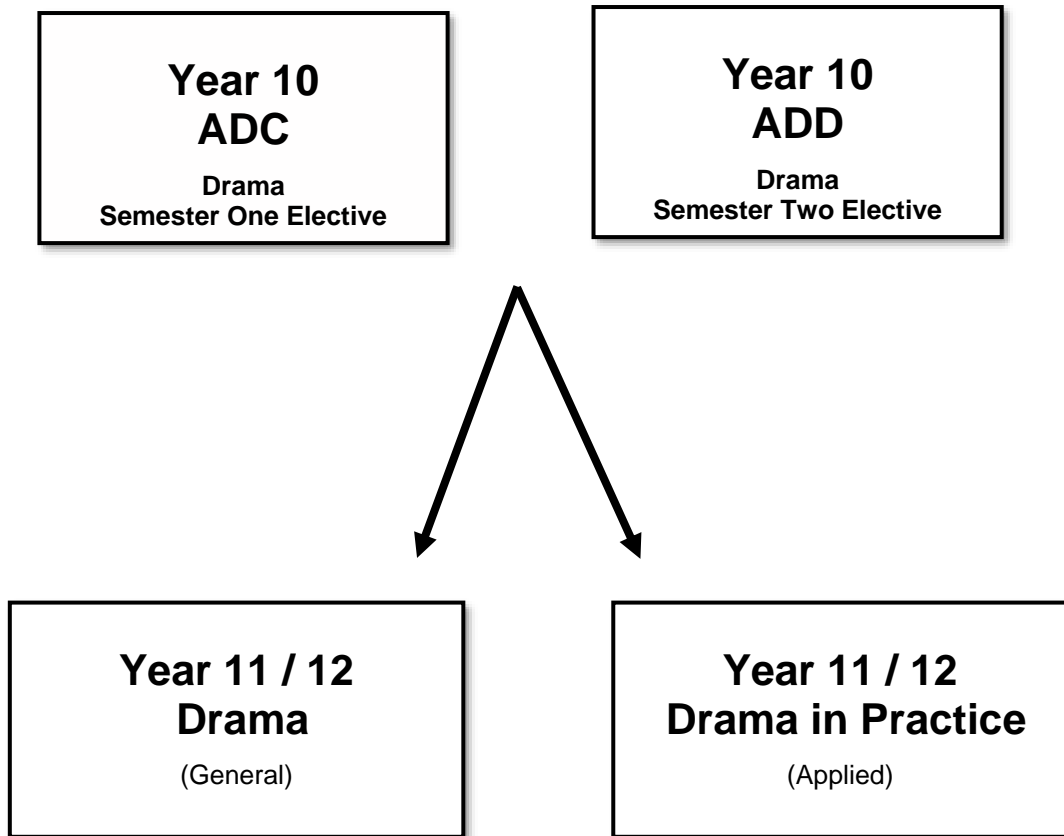 Year 10
ADC
Drama
Semester One Elective
Year 10
ADD
Drama
Semester Two Elective
Year 11 / 12
Drama
(General)
Year 11 / 12
Drama in Practice
(Applied)